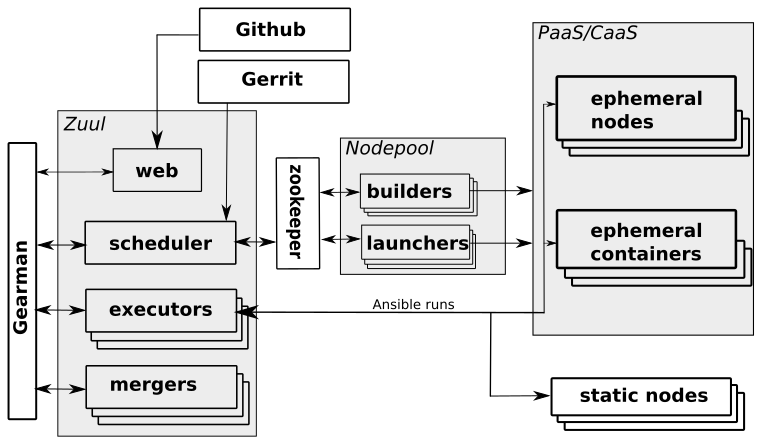 Github
Gerrit
PaaS/CaaS
Zuul
ephemeral
nodes
Nodepool
web
zookeeper
builders
scheduler
launchers
ephemeral
containers
Gearman
executors
Ansible runs
mergers
static nodes